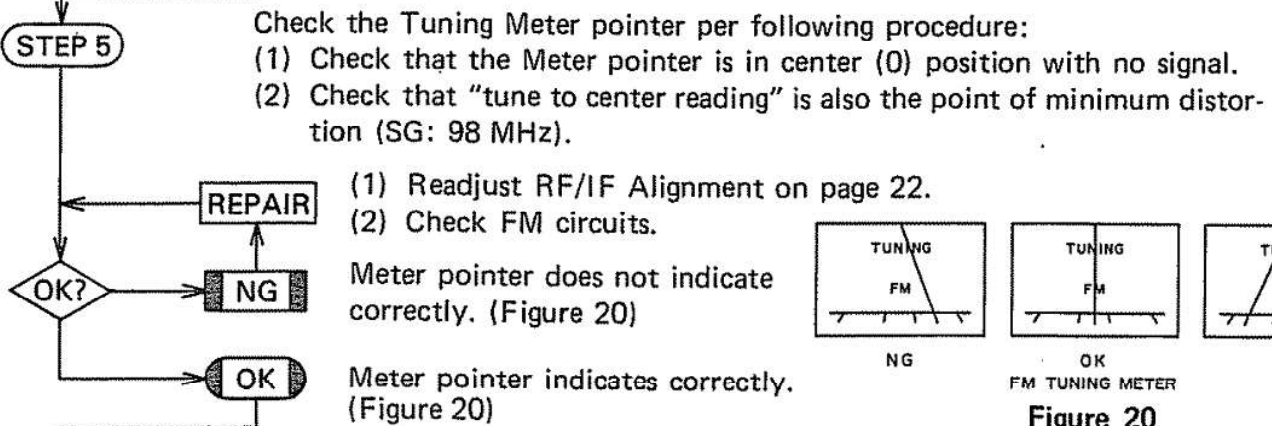 STEP 5
Check the Tuning Meter pointer per following procedure:
(1) Check that the Meter pointer is in center (0) position with no signal.
(2) Check that "tune to center reading" is also the point of minimum distor-
tion (SG: 98 MHz).
REPAIR
(1) Readjust RF/IF Alignment on page 22.
(2) Check FM circuits.
OK?
NG
Meter pointer does not indicate
correctly. (Figure 20)
OK
Meter pointer indicates correctly.
(Figure 20)
TUNING
FM
NG
TUNING
FM
OK
FM TUNING METER
Figure 20